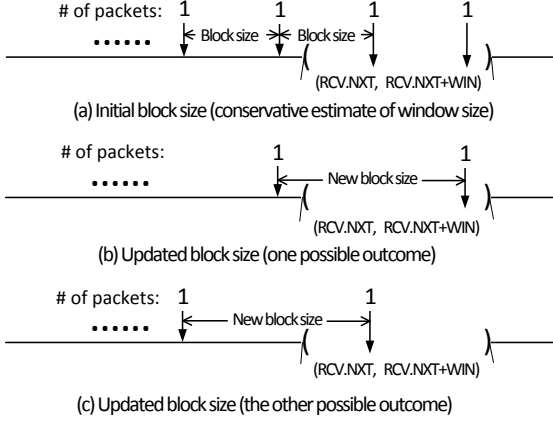 # of packets: 1 1 1 1
...... Block size Block size
( )
(RCV.NXT, RCV.NXT+WIN)
(a) Initial block size (conservative estimate of window size)
# of packets: 1 1
...... New block size
( )
(RCV.NXT, RCV.NXT+WIN)
(b) Updated block size (one possible outcome)
# of packets: 1 1
...... New block size
( )
(RCV.NXT, RCV.NXT+WIN)
(c) Updated block size (the other possible outcome)